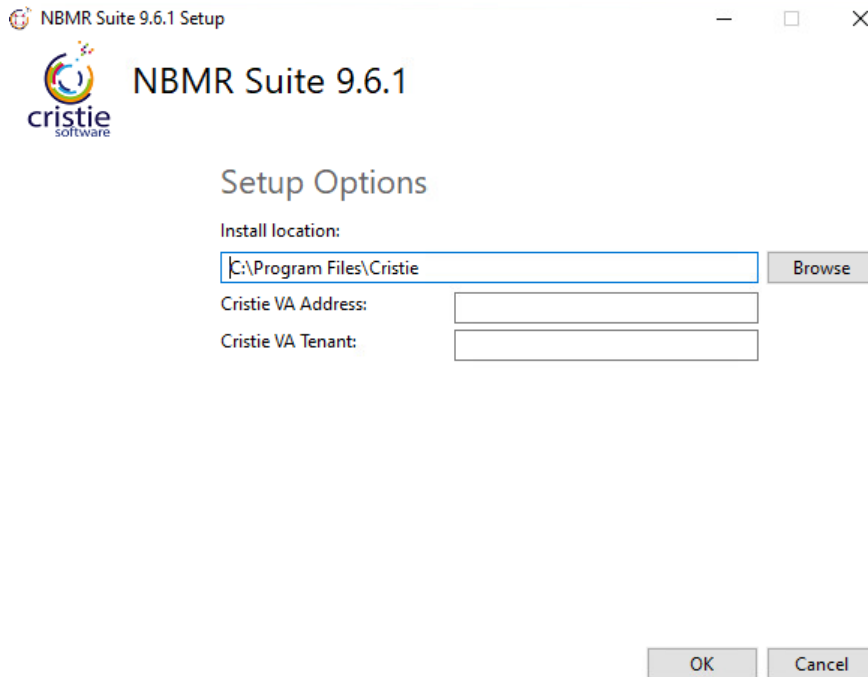 NBMR Suite 9.6.1 Setup
cristie
software
NBMR Suite 9.6.1
Setup Options
Install location:
C:\Program Files\Cristie
Browse
Cristie VA Address:
Cristie VA Tenant:
OK
Cancel